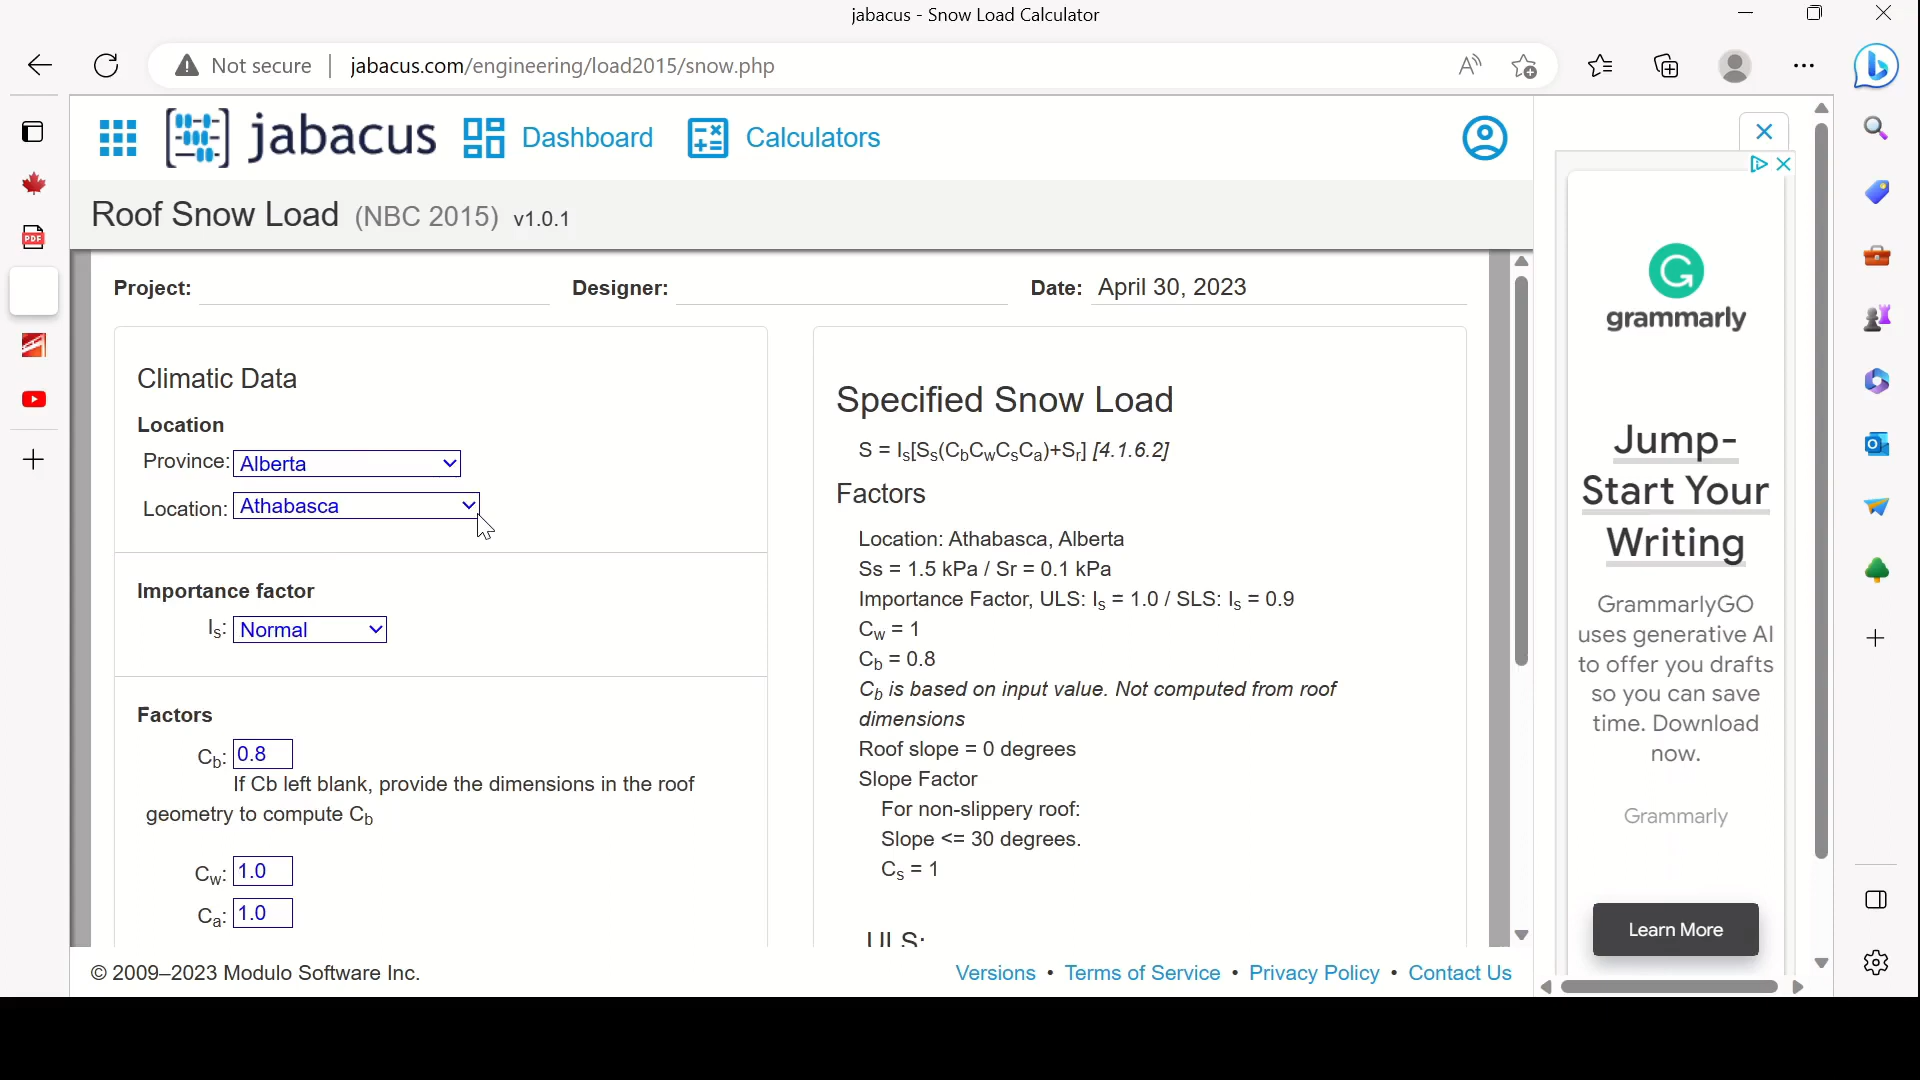 jabacus - Snow Load Calculator
Not secure | jabacus.com/engineering/load2015/snow.php
jabacus Dashboard Calculators
Roof Snow Load (NBC 2015) v1.0.1
Project: Designer: Date: April 30, 2023
Climatic Data
Location
Province: Alberta
Location: Athabasca
Importance factor
Is: Normal
Factors
Cb: 0.8
If Cb left blank, provide the dimensions in the roof
geometry to compute Cb
Cw: 1.0
Ca: 1.0
Specified Snow Load
S = Is[Ss(CbCwCsCa)+Sr] [4.1.6.2]
Factors
Location: Athabasca, Alberta
Ss = 1.5 kPa / Sr = 0.1 kPa
Importance Factor, ULS: Is = 1.0 / SLS: Is = 0.9
Cw = 1
Cb = 0.8
Cb is based on input value. Not computed from roof
dimensions
Roof slope = 0 degrees
Slope Factor
For non-slippery roof:
Slope <= 30 degrees.
Cs = 1
ULS:
grammarly
Jump-
Start Your
Writing
GrammarlyGO
uses generative AI
to offer you drafts
so you can save
time. Download
now.
Grammarly
Learn More
© 2009–2023 Modulo Software Inc.
Versions • Terms of Service • Privacy Policy • Contact Us